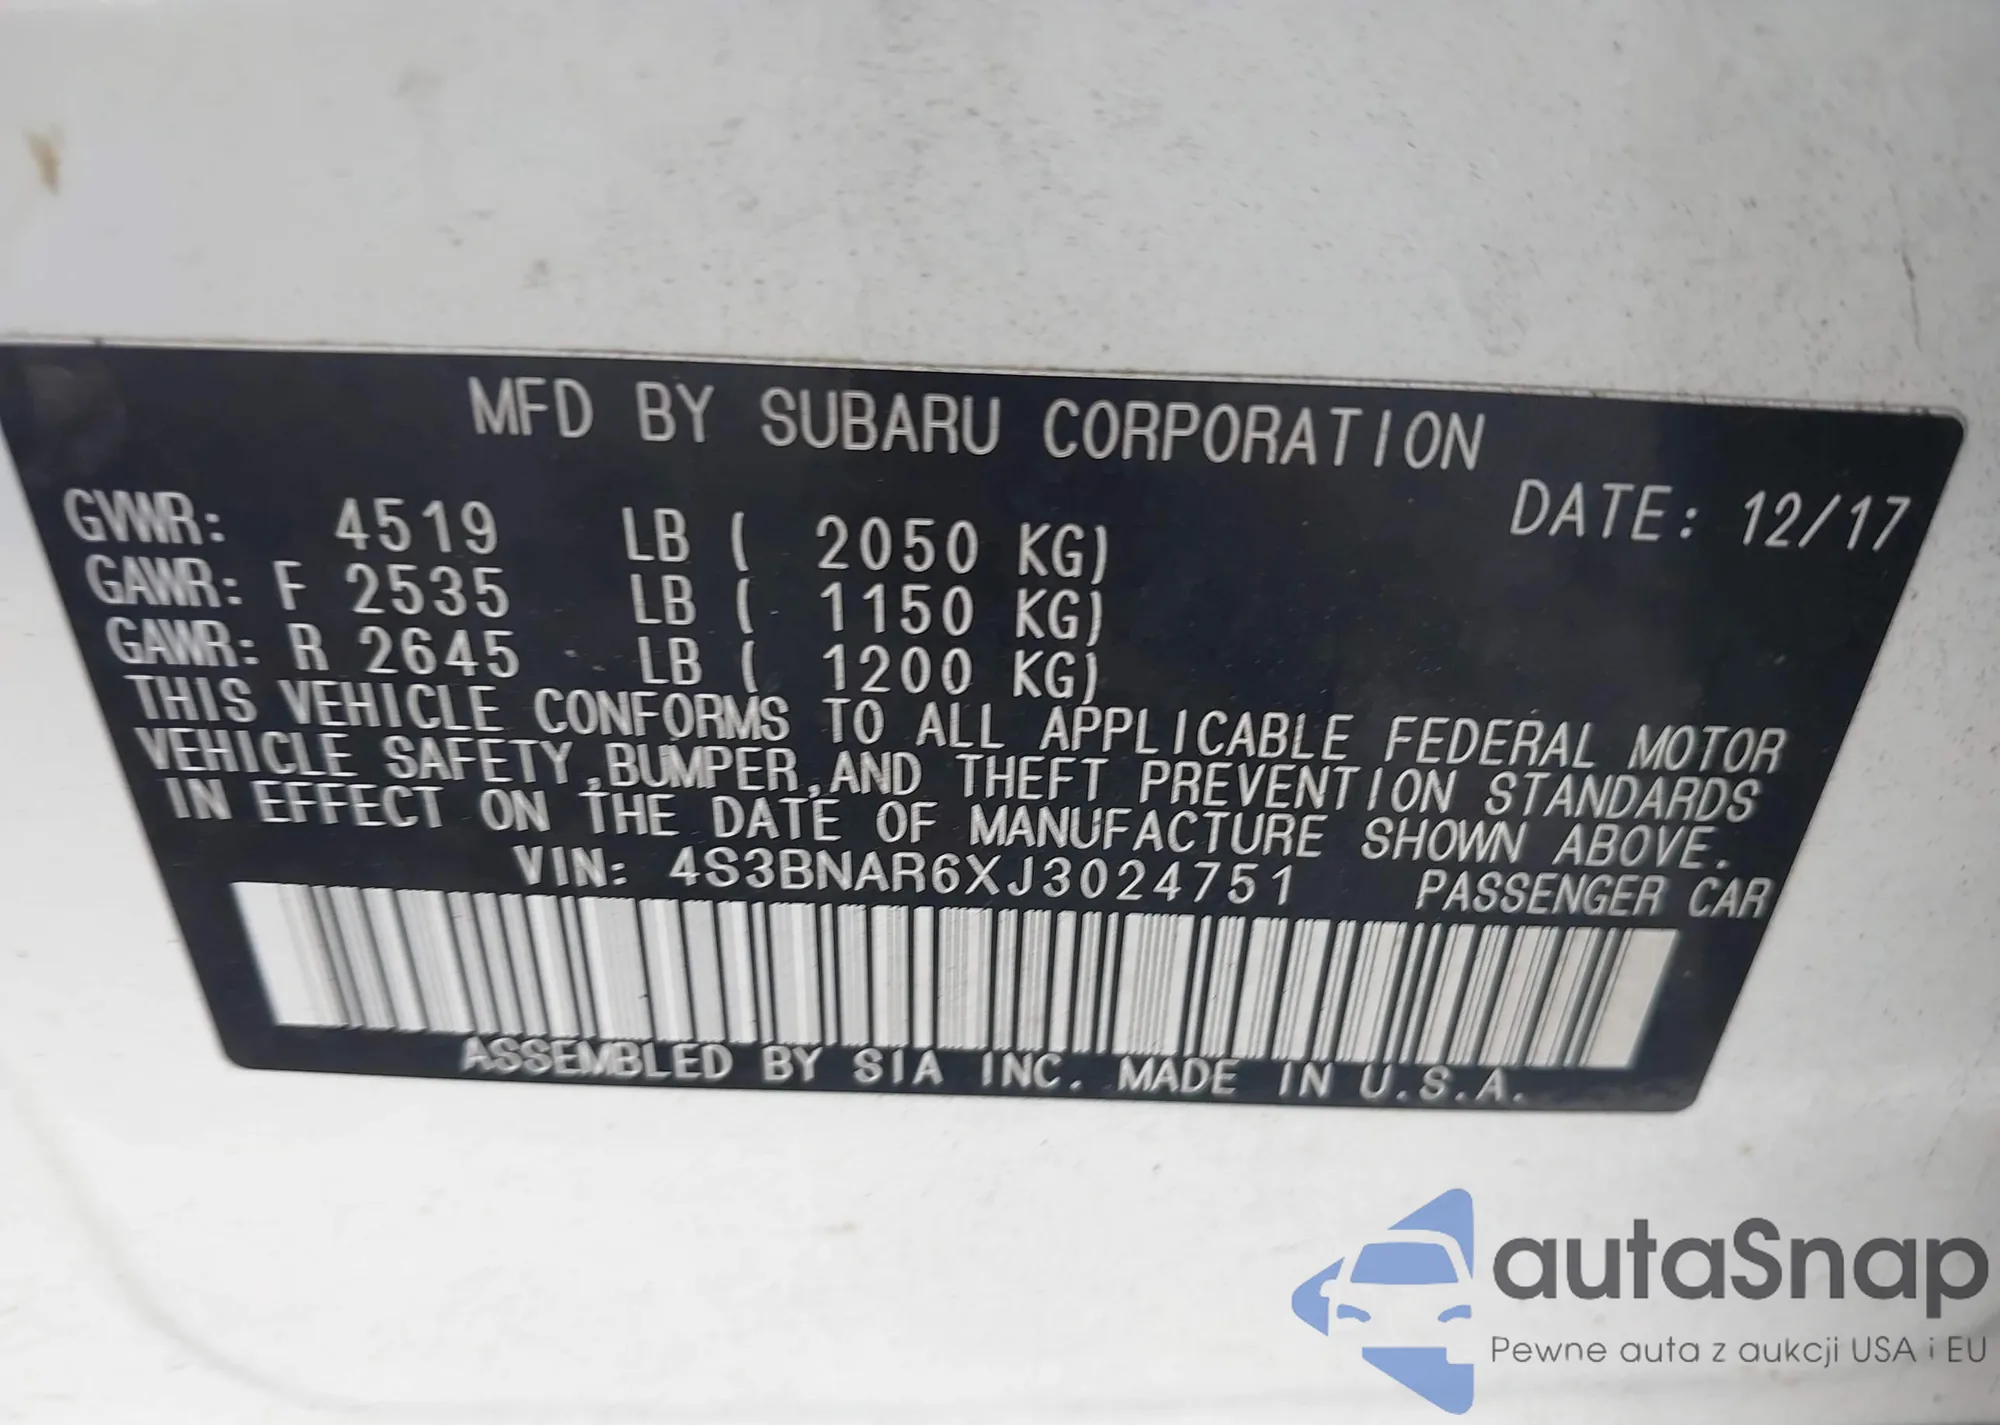 MFD BY SUBARU CORPORATION
DATE: 12/17
GVWR: 4519 LB ( 2050 KG)
GAWR: F 2535 LB ( 1150 KG)
GAWR: R 2645 LB ( 1200 KG)
THIS VEHICLE CONFORMS TO ALL APPLICABLE FEDERAL MOTOR
VEHICLE SAFETY,BUMPER,AND THEFT PREVENTION STANDARDS
IN EFFECT ON THE DATE OF MANUFACTURE SHOWN ABOVE.
VIN: 4S3BNAR6XJ3024751 PASSENGER CAR
ASSEMBLED BY SIA INC. MADE IN U.S.A.
autaSnap
Pewne auta z aukcji USA i EU